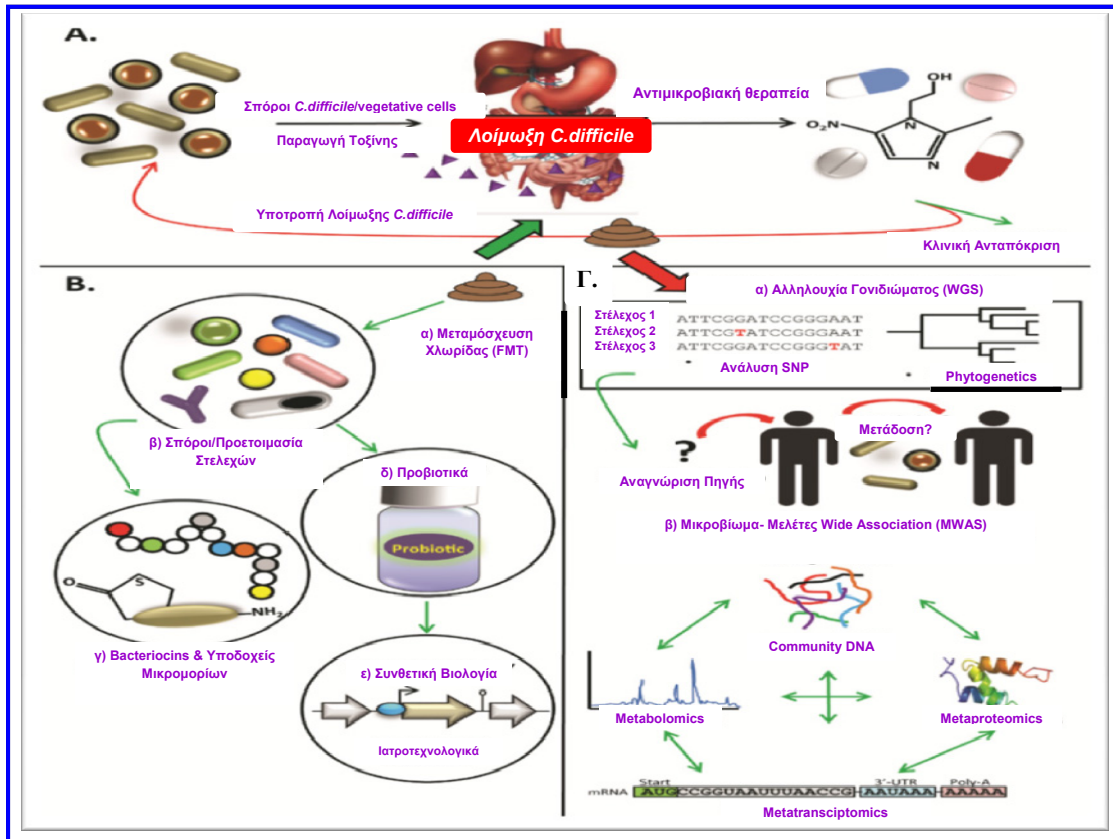 Α.
Σπόροι C.difficile/vegetative cells
Παραγωγή Τοξίνης
Λοίμωξη C.difficile
Αντιμικροβιακή θεραπεία
OH
O₂N
N
N
Υποτροπή Λοίμωξης C.difficile
Κλινική Ανταπόκριση
Β.
α) Μεταμόσχευση
Χλωρίδας (FMT)
β) Σπόροι/Προετοιμασία
Στελεχών
δ) Προβιοτικά
Probiotic
O
S
NH₂
γ) Bacteriocins & Υποδοχείς
Μικρομορίων
ε) Συνθετική Βιολογία
Ιατροτεχνολογικά
Γ.
α) Αλληλουχία Γονιδιώματος (WGS)
Στέλεχος 1 ATTCGGATCCGGGAAT
Στέλεχος 2 ATTCGTATCCGGGAAT
Στέλεχος 3 ATTCGGATCCGGGTAT
Ανάλυση SNP
Phytogenetics
Μετάδοση?
?
Αναγνώριση Πηγής
β) Μικροβίωμα- Μελέτες Wide Association (MWAS)
Community DNA
Metabolomics
Metaproteomics
Start 3'-UTR Poly-A
mRNA AUGCCGGUAAUUUAACCG AAUAAA AAAAA
Metatransciptomics